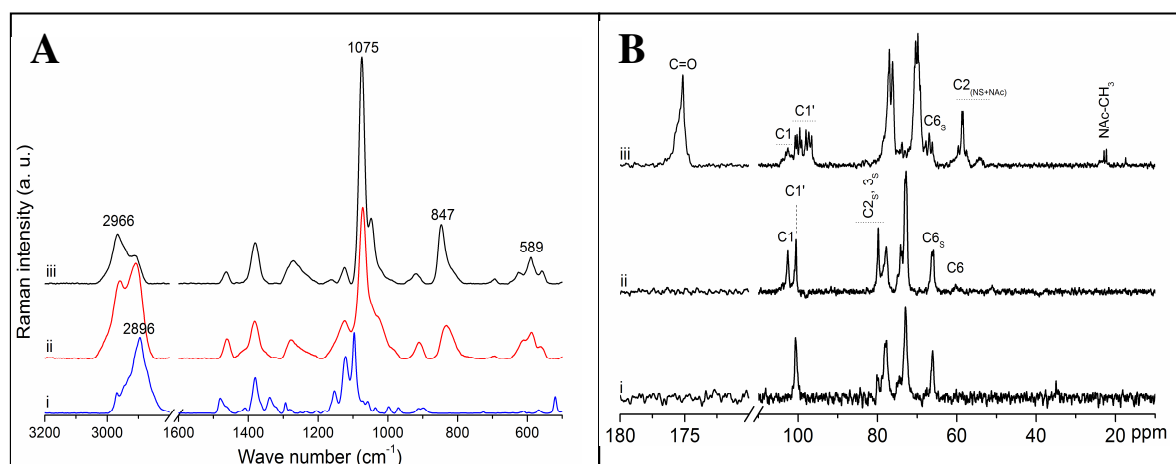 A
1075
2966
847
589
iii
2896
ii
i
Raman intensity (a. u.)
3200 3000 1600 1400 1200 1000 800 600
Wave number (cm-1)
B
C=O
C1
C1'
C6S
C2(NS+NAc)
NAc-CH3
iii
C1
C1'
C2S, 3S
C6S
C6
ii
i
180 175 100 80 60 40 20 ppm